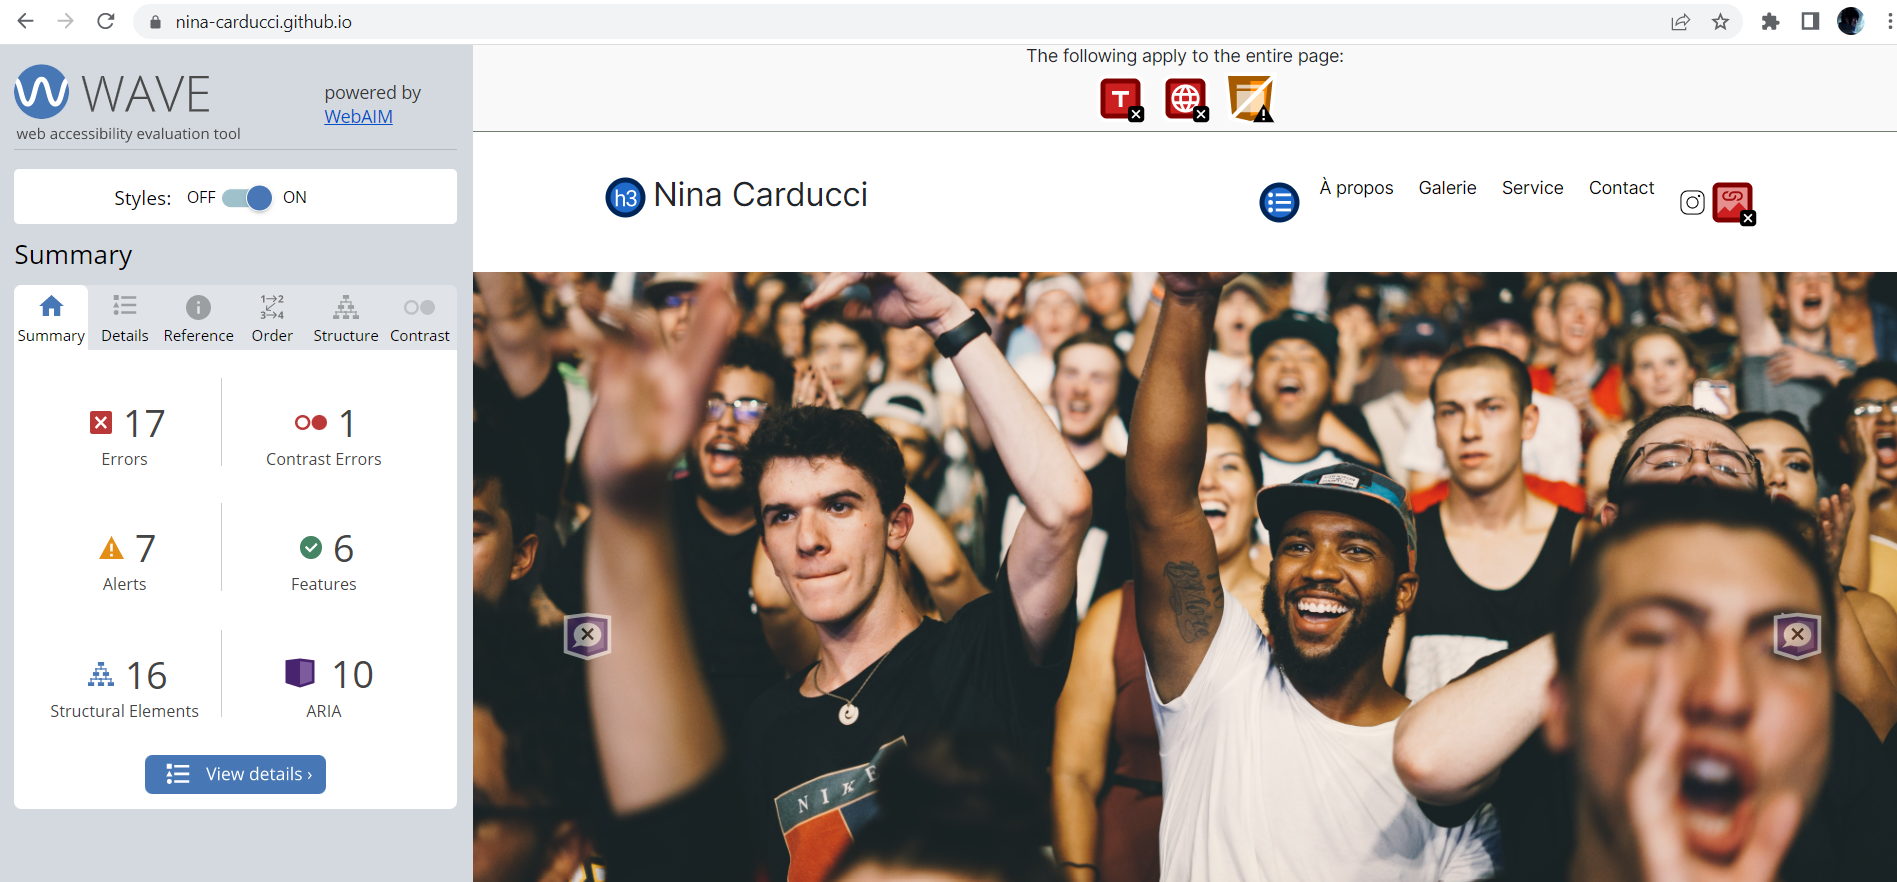 nina-carducci.github.io
WAVE
web accessibility evaluation tool
powered by
WebAIM
Styles: OFF ON
Summary
Summary Details Reference Order Structure Contrast
17
Errors
1
Contrast Errors
7
Alerts
6
Features
16
Structural Elements
10
ARIA
View details ›
The following apply to the entire page:
h3 Nina Carducci
À propos Galerie Service Contact
NIKE